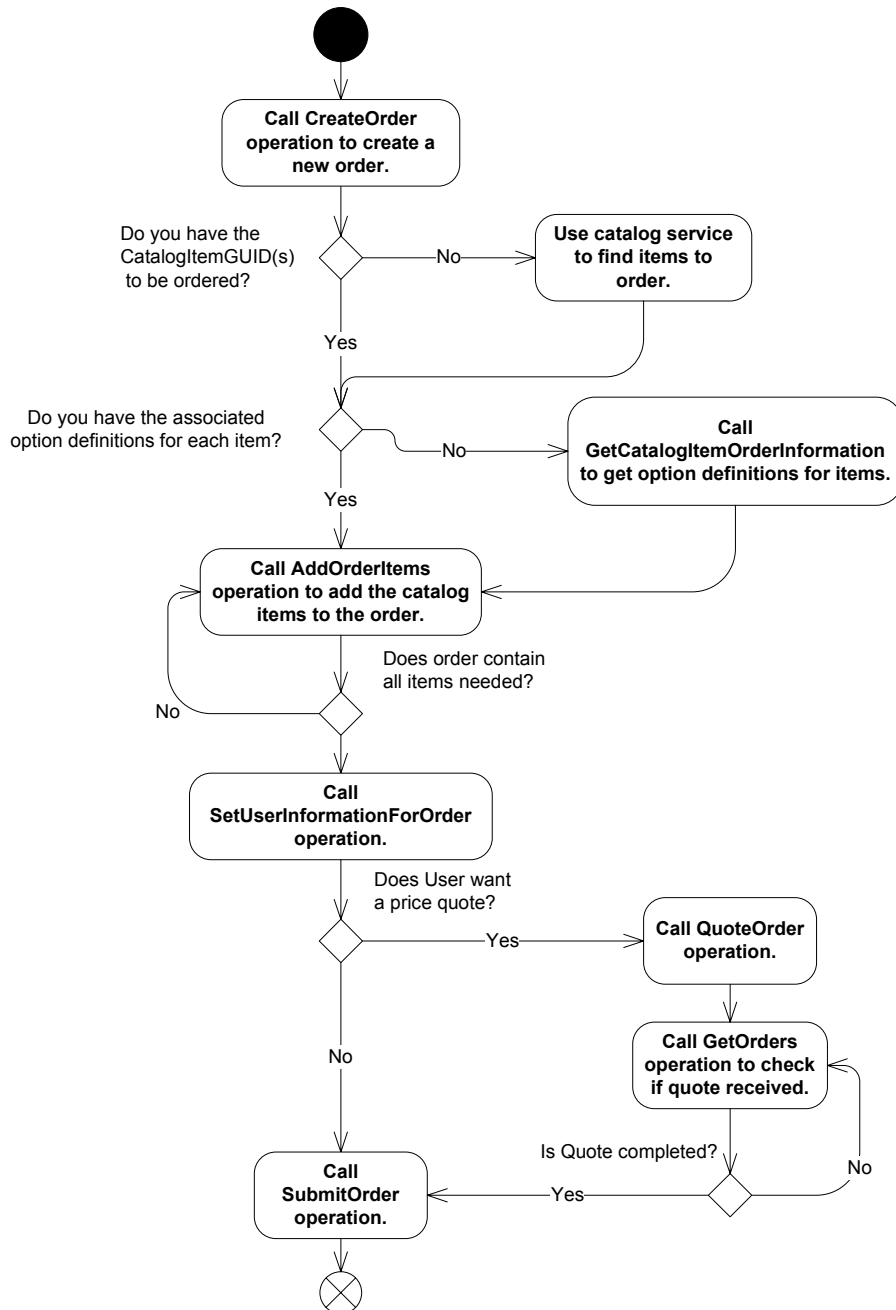 Call CreateOrder
operation to create a
new order.
Do you have the
CatalogItemGUID(s)
to be ordered?
No
Use catalog service
to find items to
order.
Yes
Do you have the associated
option definitions for each item?
No
Call
GetCatalogItemOrderInformation
to get option definitions for items.
Yes
Call AddOrderItems
operation to add the catalog
items to the order.
Does order contain
all items needed?
No
Call
SetUserInformationForOrder
operation.
Does User want
a price quote?
Yes
Call QuoteOrder
operation.
No
Call GetOrders
operation to check
if quote received.
Is Quote completed?
No
Call
SubmitOrder
operation.
Yes